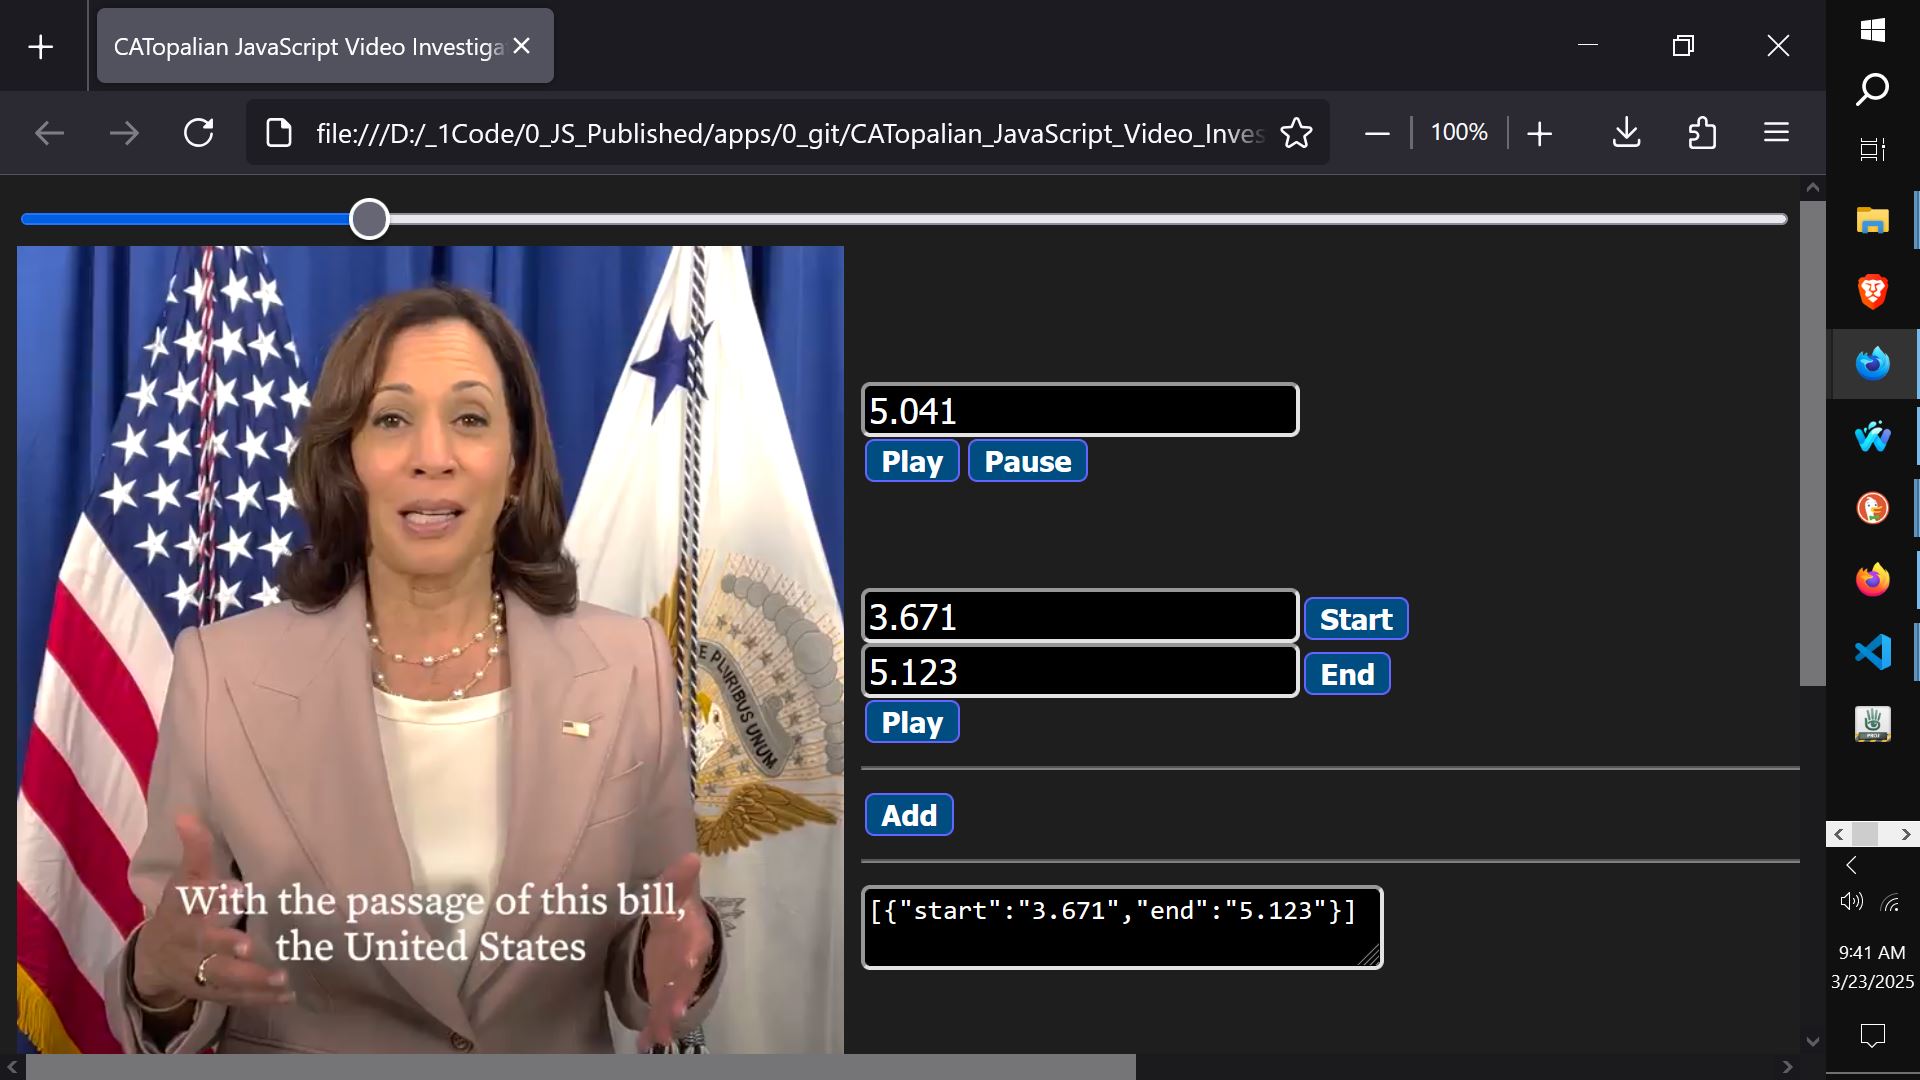 CATopalian JavaScript Video Investiga
file:///D:/_1Code/0_JS_Published/apps/0_git/CATopalian_JavaScript_Video_Inves
100%
5.041
Play Pause
3.671 Start
5.123 End
Play
Add
[{"start":"3.671","end":"5.123"}]
E PLURIBUS UNUM
With the passage of this bill,
the United States
PROJ
9:41 AM
3/23/2025